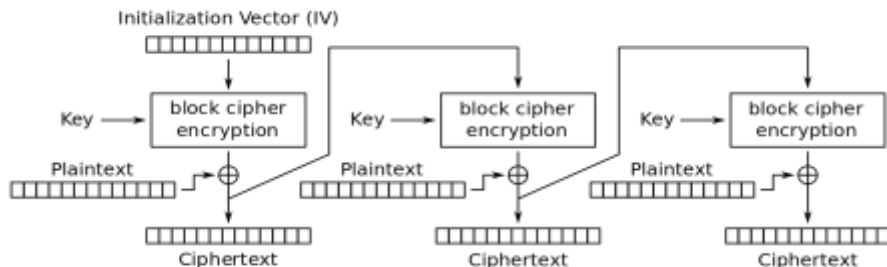 Initialization Vector (IV)
Key
block cipher
encryption
Key
block cipher
encryption
Key
block cipher
encryption
Plaintext
Plaintext
Plaintext
Ciphertext
Ciphertext
Ciphertext